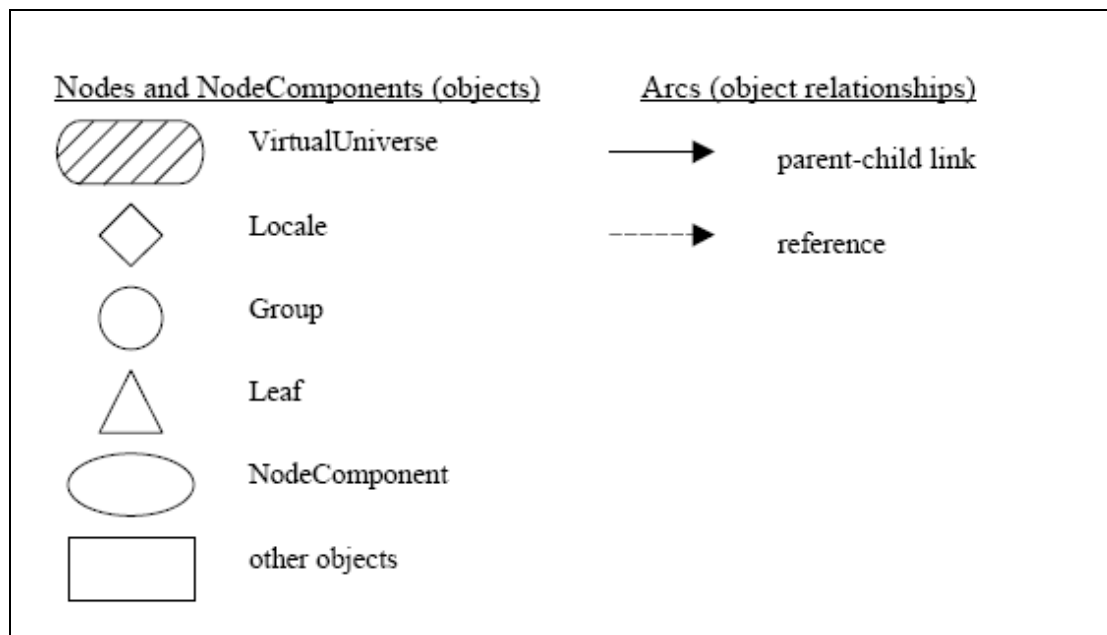 Nodes and NodeComponents (objects)
VirtualUniverse
Locale
Group
Leaf
NodeComponent
other objects
Arcs (object relationships)
parent-child link
reference